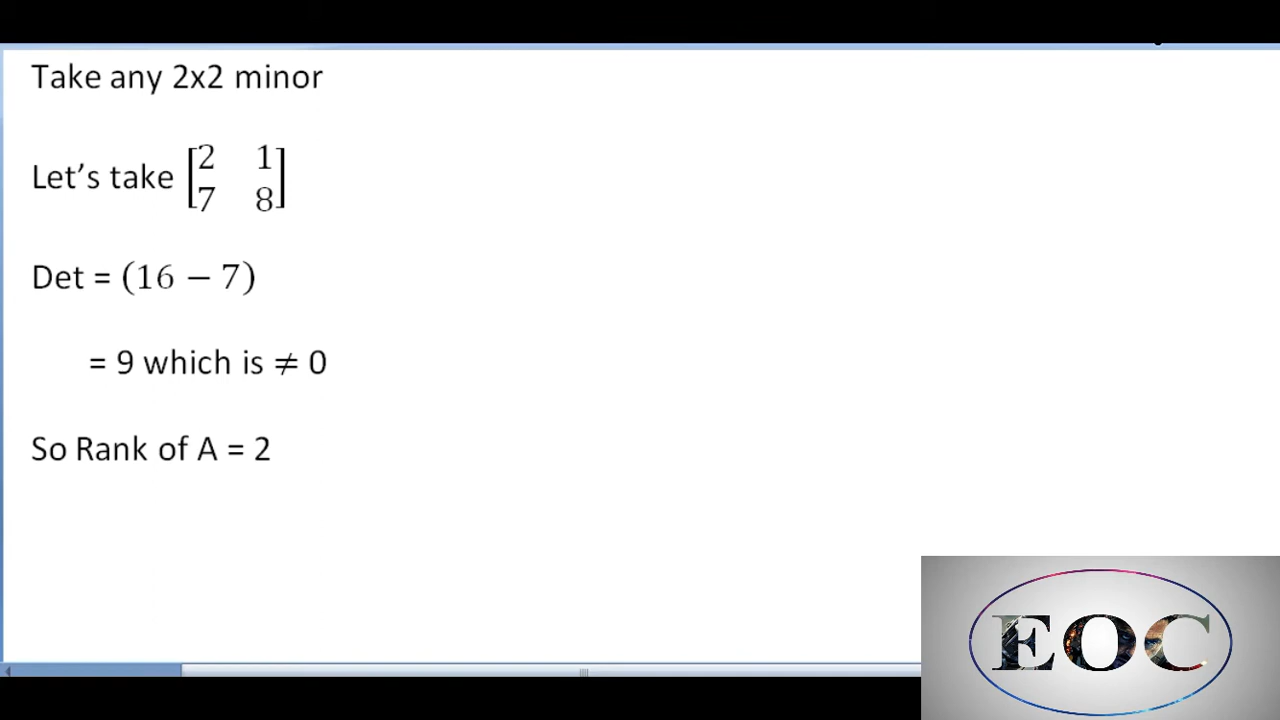 Take any 2x2 minor
Let’s take [2 1
7 8]
Det = (16 − 7)
= 9 which is ≠ 0
So Rank of A = 2
EOC